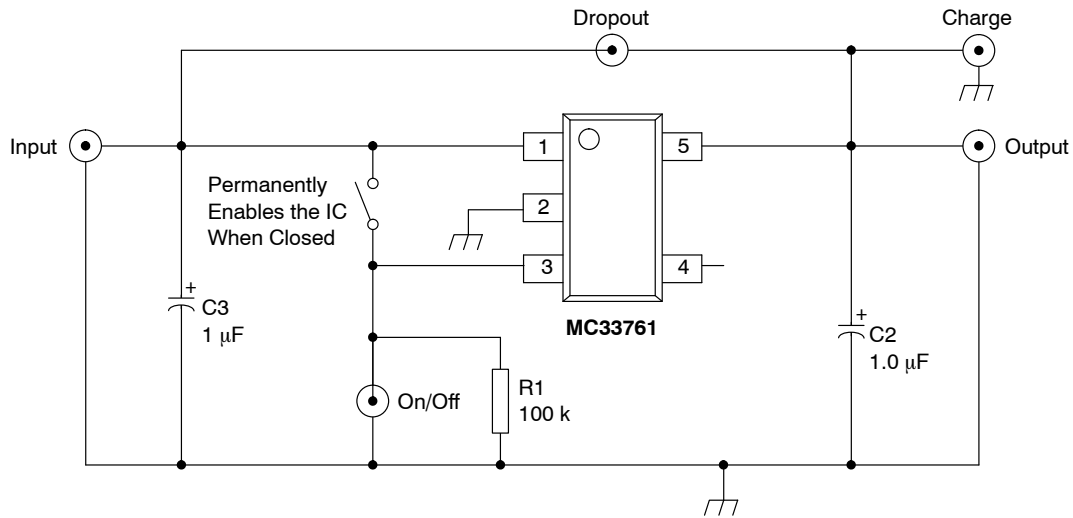 Dropout
Charge
Input
1
5
Output
Permanently
Enables the IC
When Closed
2
3
4
+
C3
1 μF
MC33761
+
C2
1.0 μF
On/Off
R1
100 k